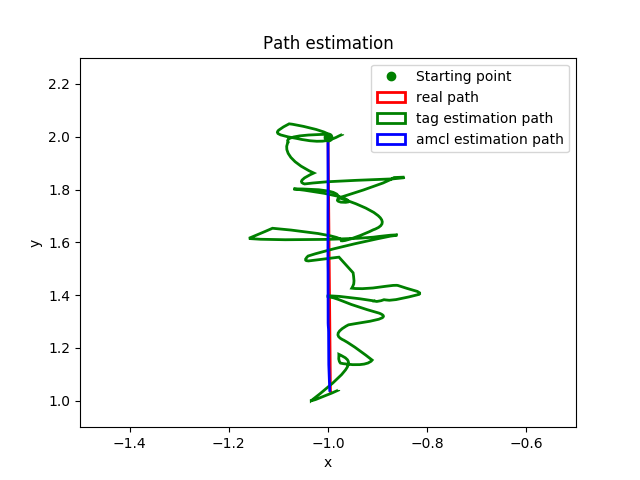 Path estimation
Starting point
real path
tag estimation path
amcl estimation path
2.2
2.0
1.8
1.6
1.4
1.2
1.0
y
−1.4
−1.2
−1.0
−0.8
−0.6
x